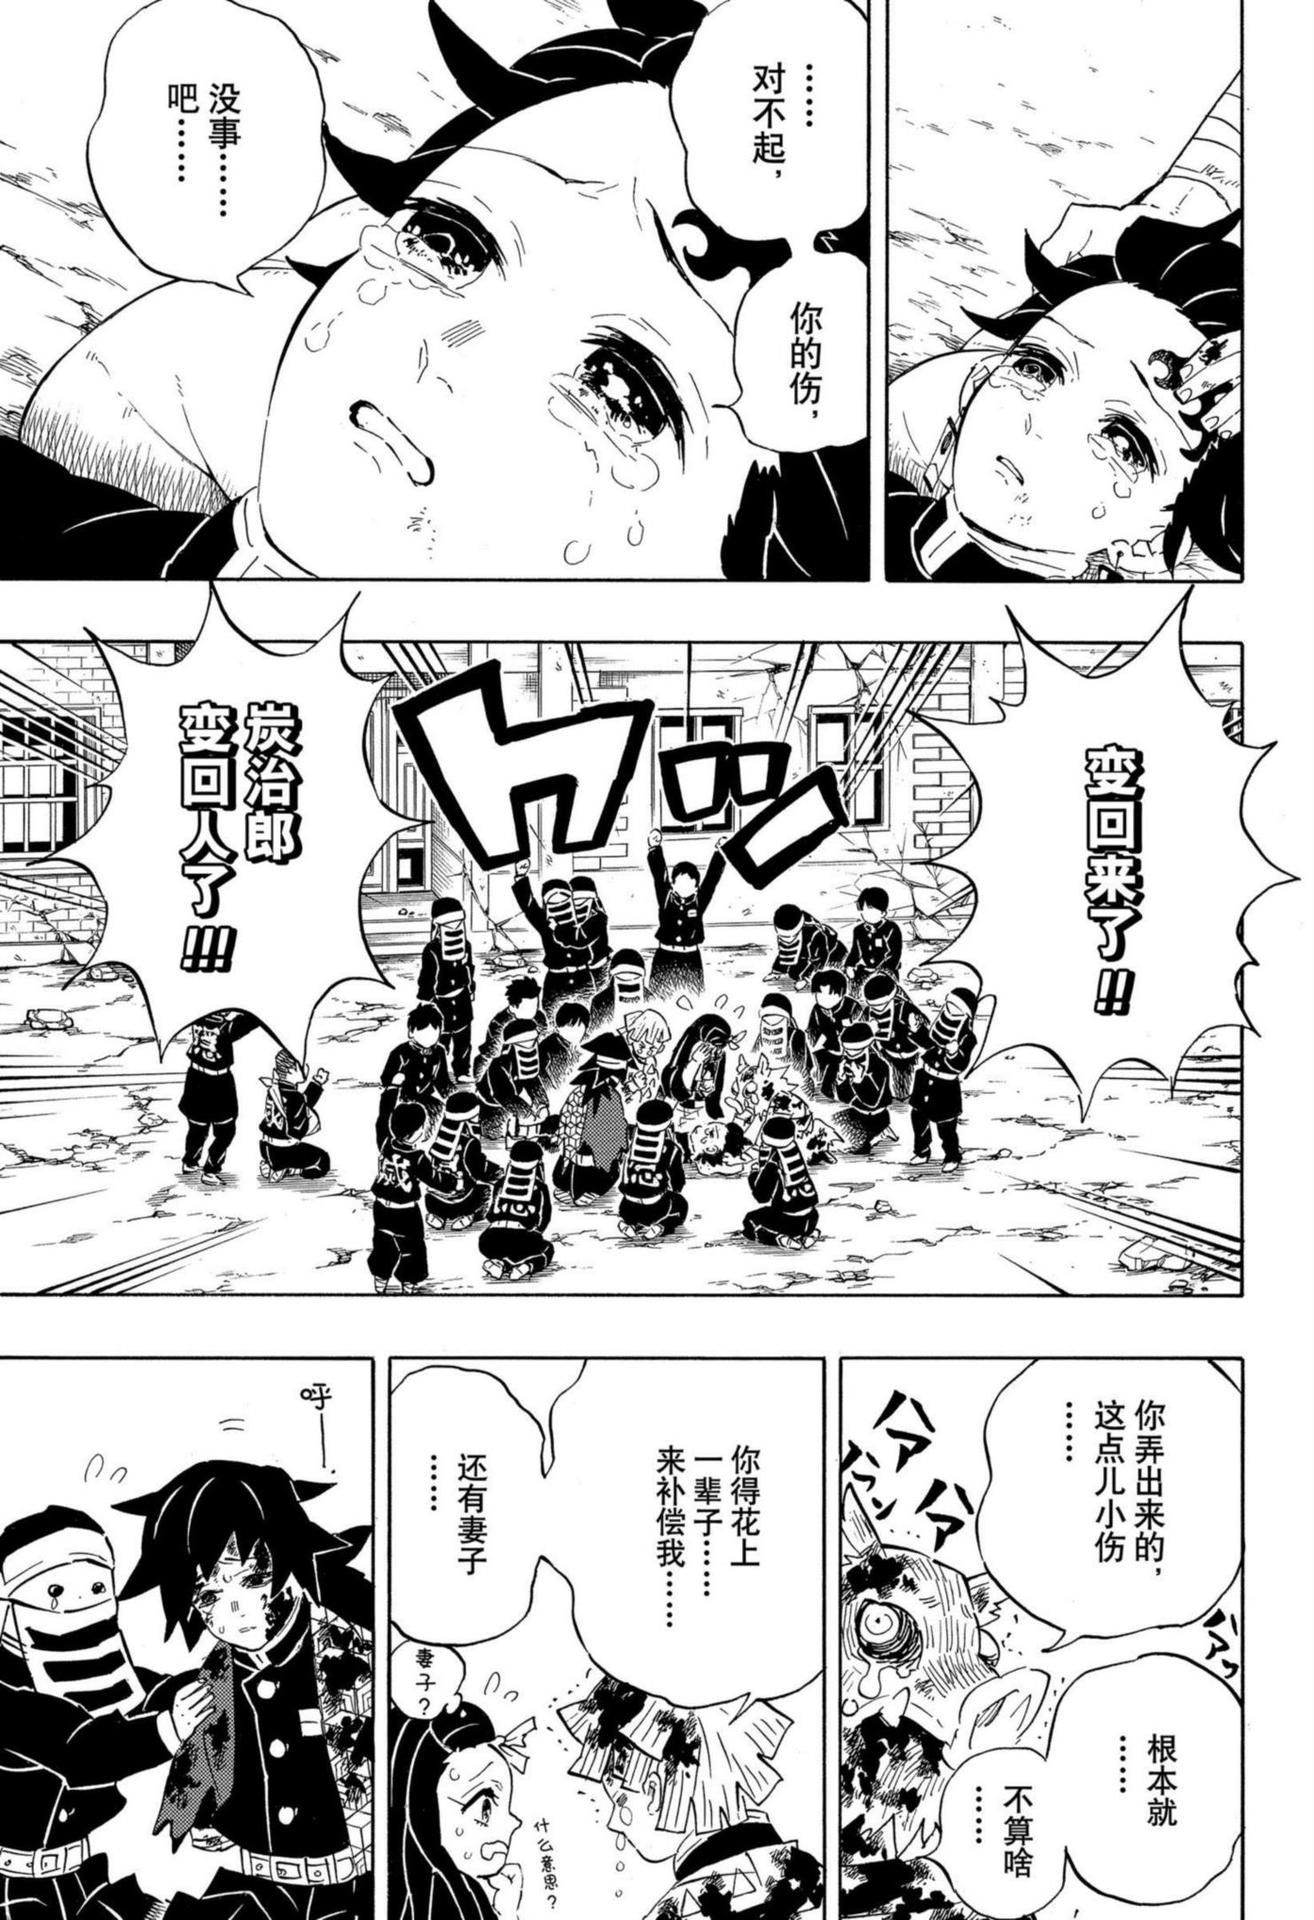 ……
对不起，
你的伤，
没事……
吧……
变回来了!!
炭治郎
变回人了!!!
ドッ
你弄出来的，
这点儿小伤
……
ハァ
ハァ
ハァッ
根本就
……
不算啥
……
你得花上
一辈子……
来补偿我……
还有妻子
……
妻子？
什么意思？
呼